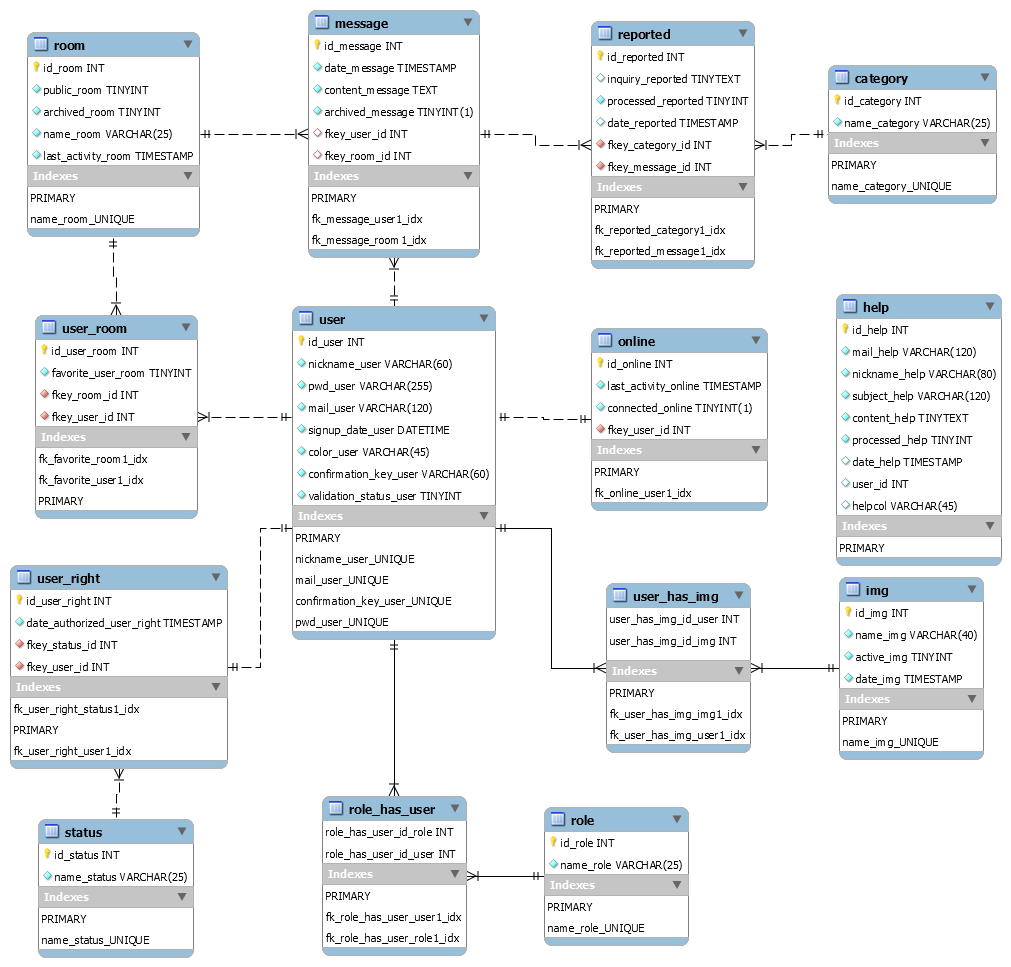 room
id_room INT
public_room TINYINT
archived_room TINYINT
name_room VARCHAR(25)
last_activity_room TIMESTAMP
Indexes
PRIMARY
name_room_UNIQUE
message
id_message INT
date_message TIMESTAMP
content_message TEXT
archived_message TINYINT(1)
fkey_user_id INT
fkey_room_id INT
Indexes
PRIMARY
fk_message_user1_idx
fk_message_room1_idx
reported
id_reported INT
inquiry_reported TINYTEXT
processed_reported TINYINT
date_reported TIMESTAMP
fkey_category_id INT
fkey_message_id INT
Indexes
PRIMARY
fk_reported_category1_idx
fk_reported_message1_idx
category
id_category INT
name_category VARCHAR(25)
Indexes
PRIMARY
name_category_UNIQUE
user_room
id_user_room INT
favorite_user_room TINYINT
fkey_room_id INT
fkey_user_id INT
Indexes
fk_favorite_room1_idx
fk_favorite_user1_idx
PRIMARY
user
id_user INT
nickname_user VARCHAR(60)
pwd_user VARCHAR(255)
mail_user VARCHAR(120)
signup_date_user DATETIME
color_user VARCHAR(45)
confirmation_key_user VARCHAR(60)
validation_status_user TINYINT
Indexes
PRIMARY
nickname_user_UNIQUE
mail_user_UNIQUE
confirmation_key_user_UNIQUE
pwd_user_UNIQUE
online
id_online INT
last_activity_online TIMESTAMP
connected_online TINYINT(1)
fkey_user_id INT
Indexes
PRIMARY
fk_online_user1_idx
help
id_help INT
mail_help VARCHAR(120)
nickname_help VARCHAR(80)
subject_help VARCHAR(120)
content_help TINYTEXT
processed_help TINYINT
date_help TIMESTAMP
user_id INT
helpcol VARCHAR(45)
Indexes
PRIMARY
user_right
id_user_right INT
date_authorized_user_right TIMESTAMP
fkey_status_id INT
fkey_user_id INT
Indexes
fk_user_right_status1_idx
PRIMARY
fk_user_right_user1_idx
user_has_img
user_has_img_id_user INT
user_has_img_id_img INT
Indexes
PRIMARY
fk_user_has_img_img1_idx
fk_user_has_img_user1_idx
img
id_img INT
name_img VARCHAR(40)
active_img TINYINT
date_img TIMESTAMP
Indexes
PRIMARY
name_img_UNIQUE
status
id_status INT
name_status VARCHAR(25)
Indexes
PRIMARY
name_status_UNIQUE
role_has_user
role_has_user_id_role INT
role_has_user_id_user INT
Indexes
PRIMARY
fk_role_has_user_user1_idx
fk_role_has_user_role1_idx
role
id_role INT
name_role VARCHAR(25)
Indexes
PRIMARY
name_role_UNIQUE